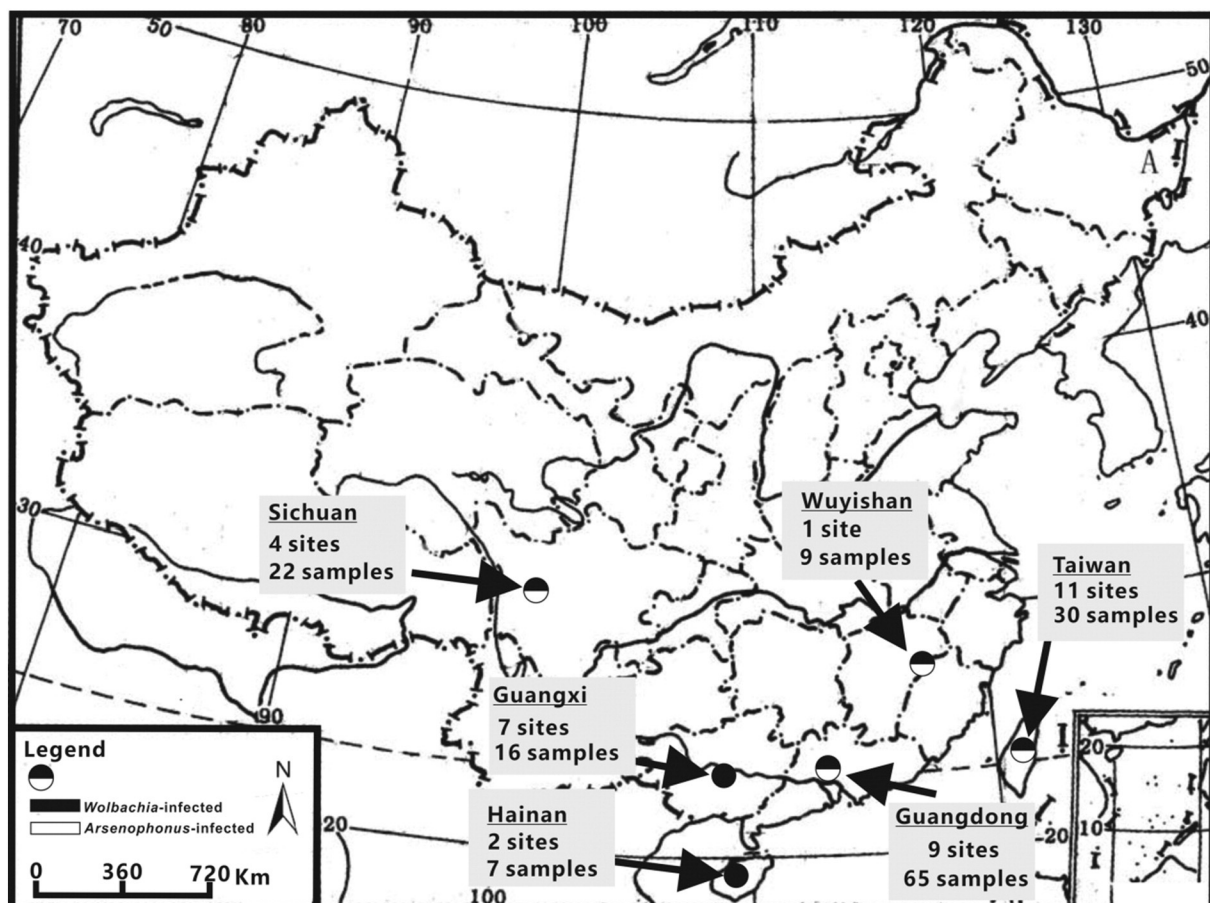 70
50
80
90
100
110
120
130
50
A
40
40
30
Sichuan
4 sites
22 samples
Wuyishan
1 site
9 samples
Taiwan
11 sites
30 samples
Guangxi
7 sites
16 samples
90
Hainan
2 sites
7 samples
Guangdong
9 sites
65 samples
20
10
20
20
100
Legend
N
Wolbachia-infected
Arsenophonus-infected
0 360 720 Km